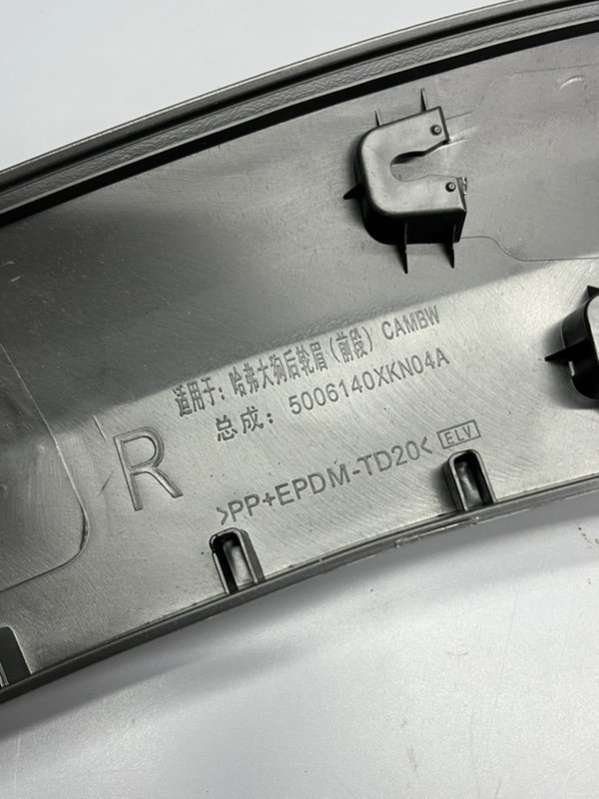 适用于：哈弗大狗后轮眉（前段）CAMBW
总成：5006140XKN04A
R
>PP+EPDM-TD20<
ELV